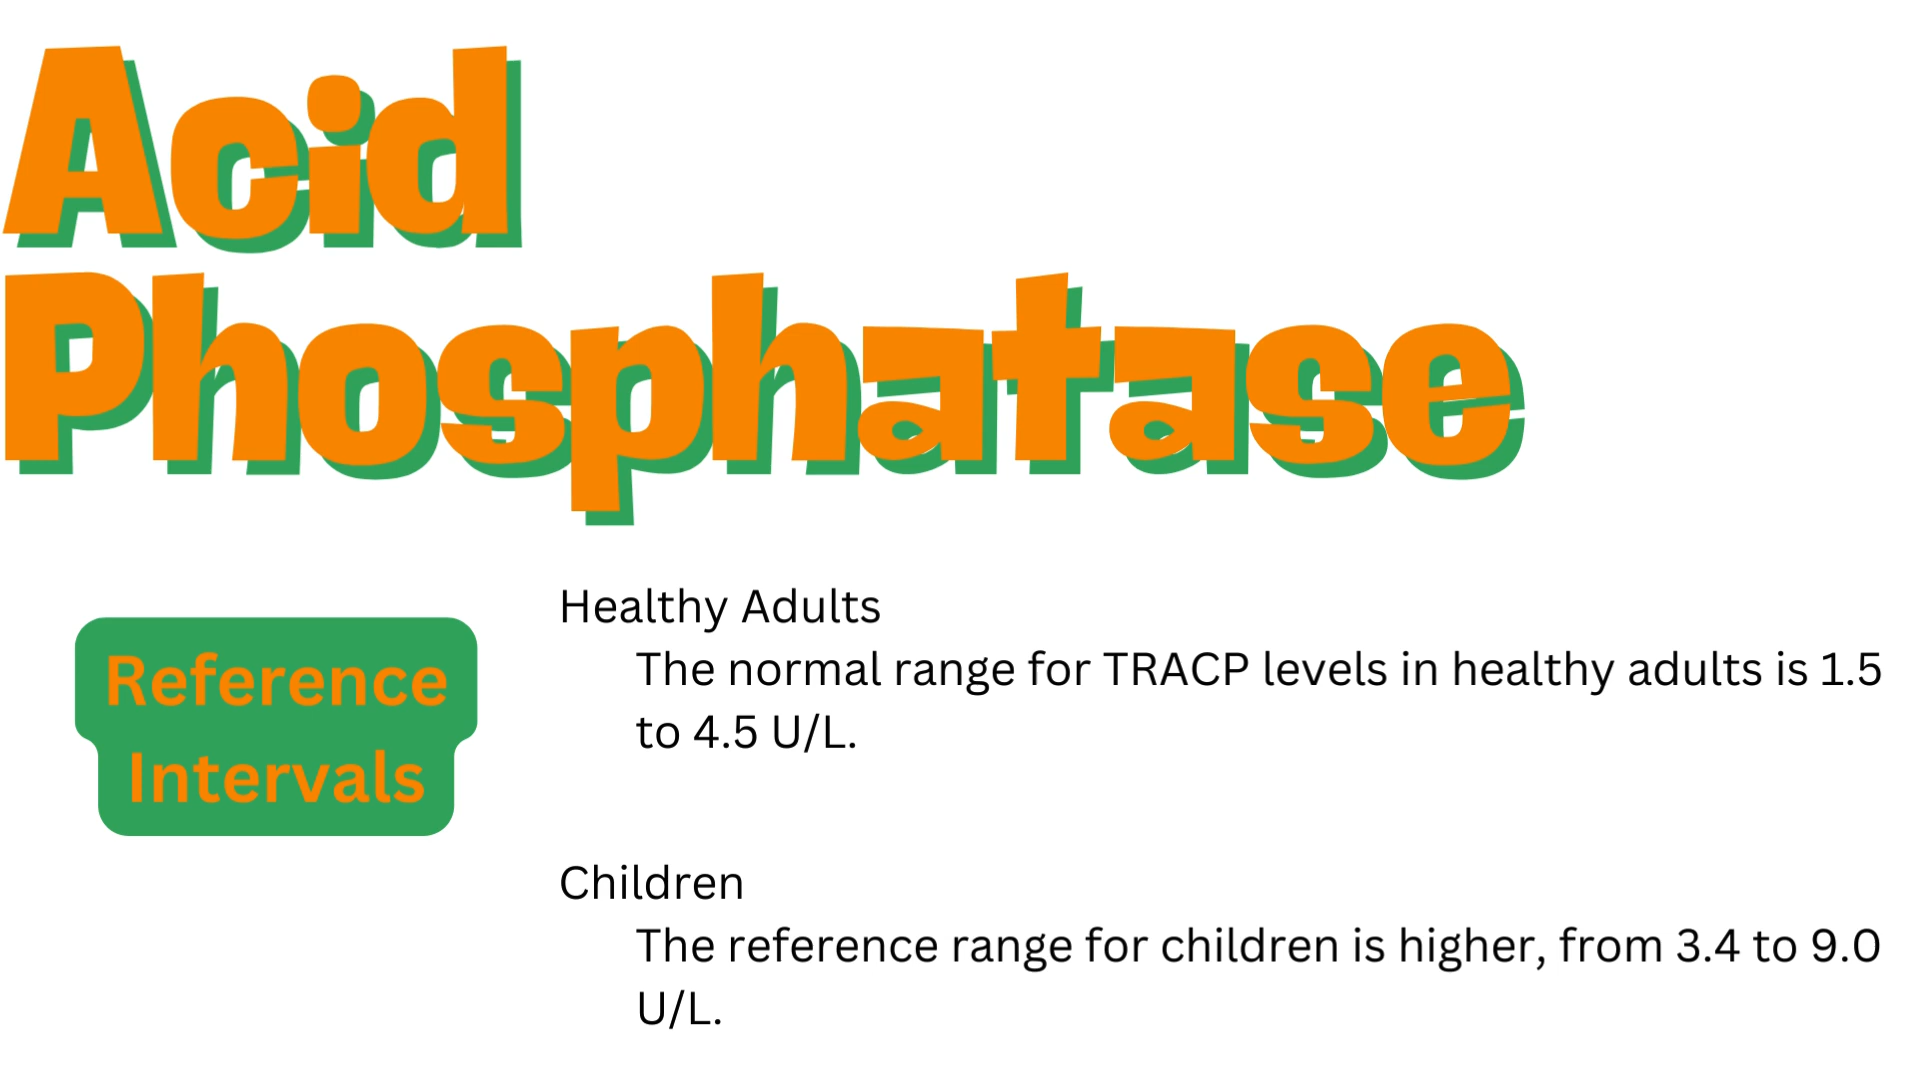 Acid
Phosphatase
Reference
Intervals
Healthy Adults
The normal range for TRACP levels in healthy adults is 1.5
to 4.5 U/L.
Children
The reference range for children is higher, from 3.4 to 9.0
U/L.